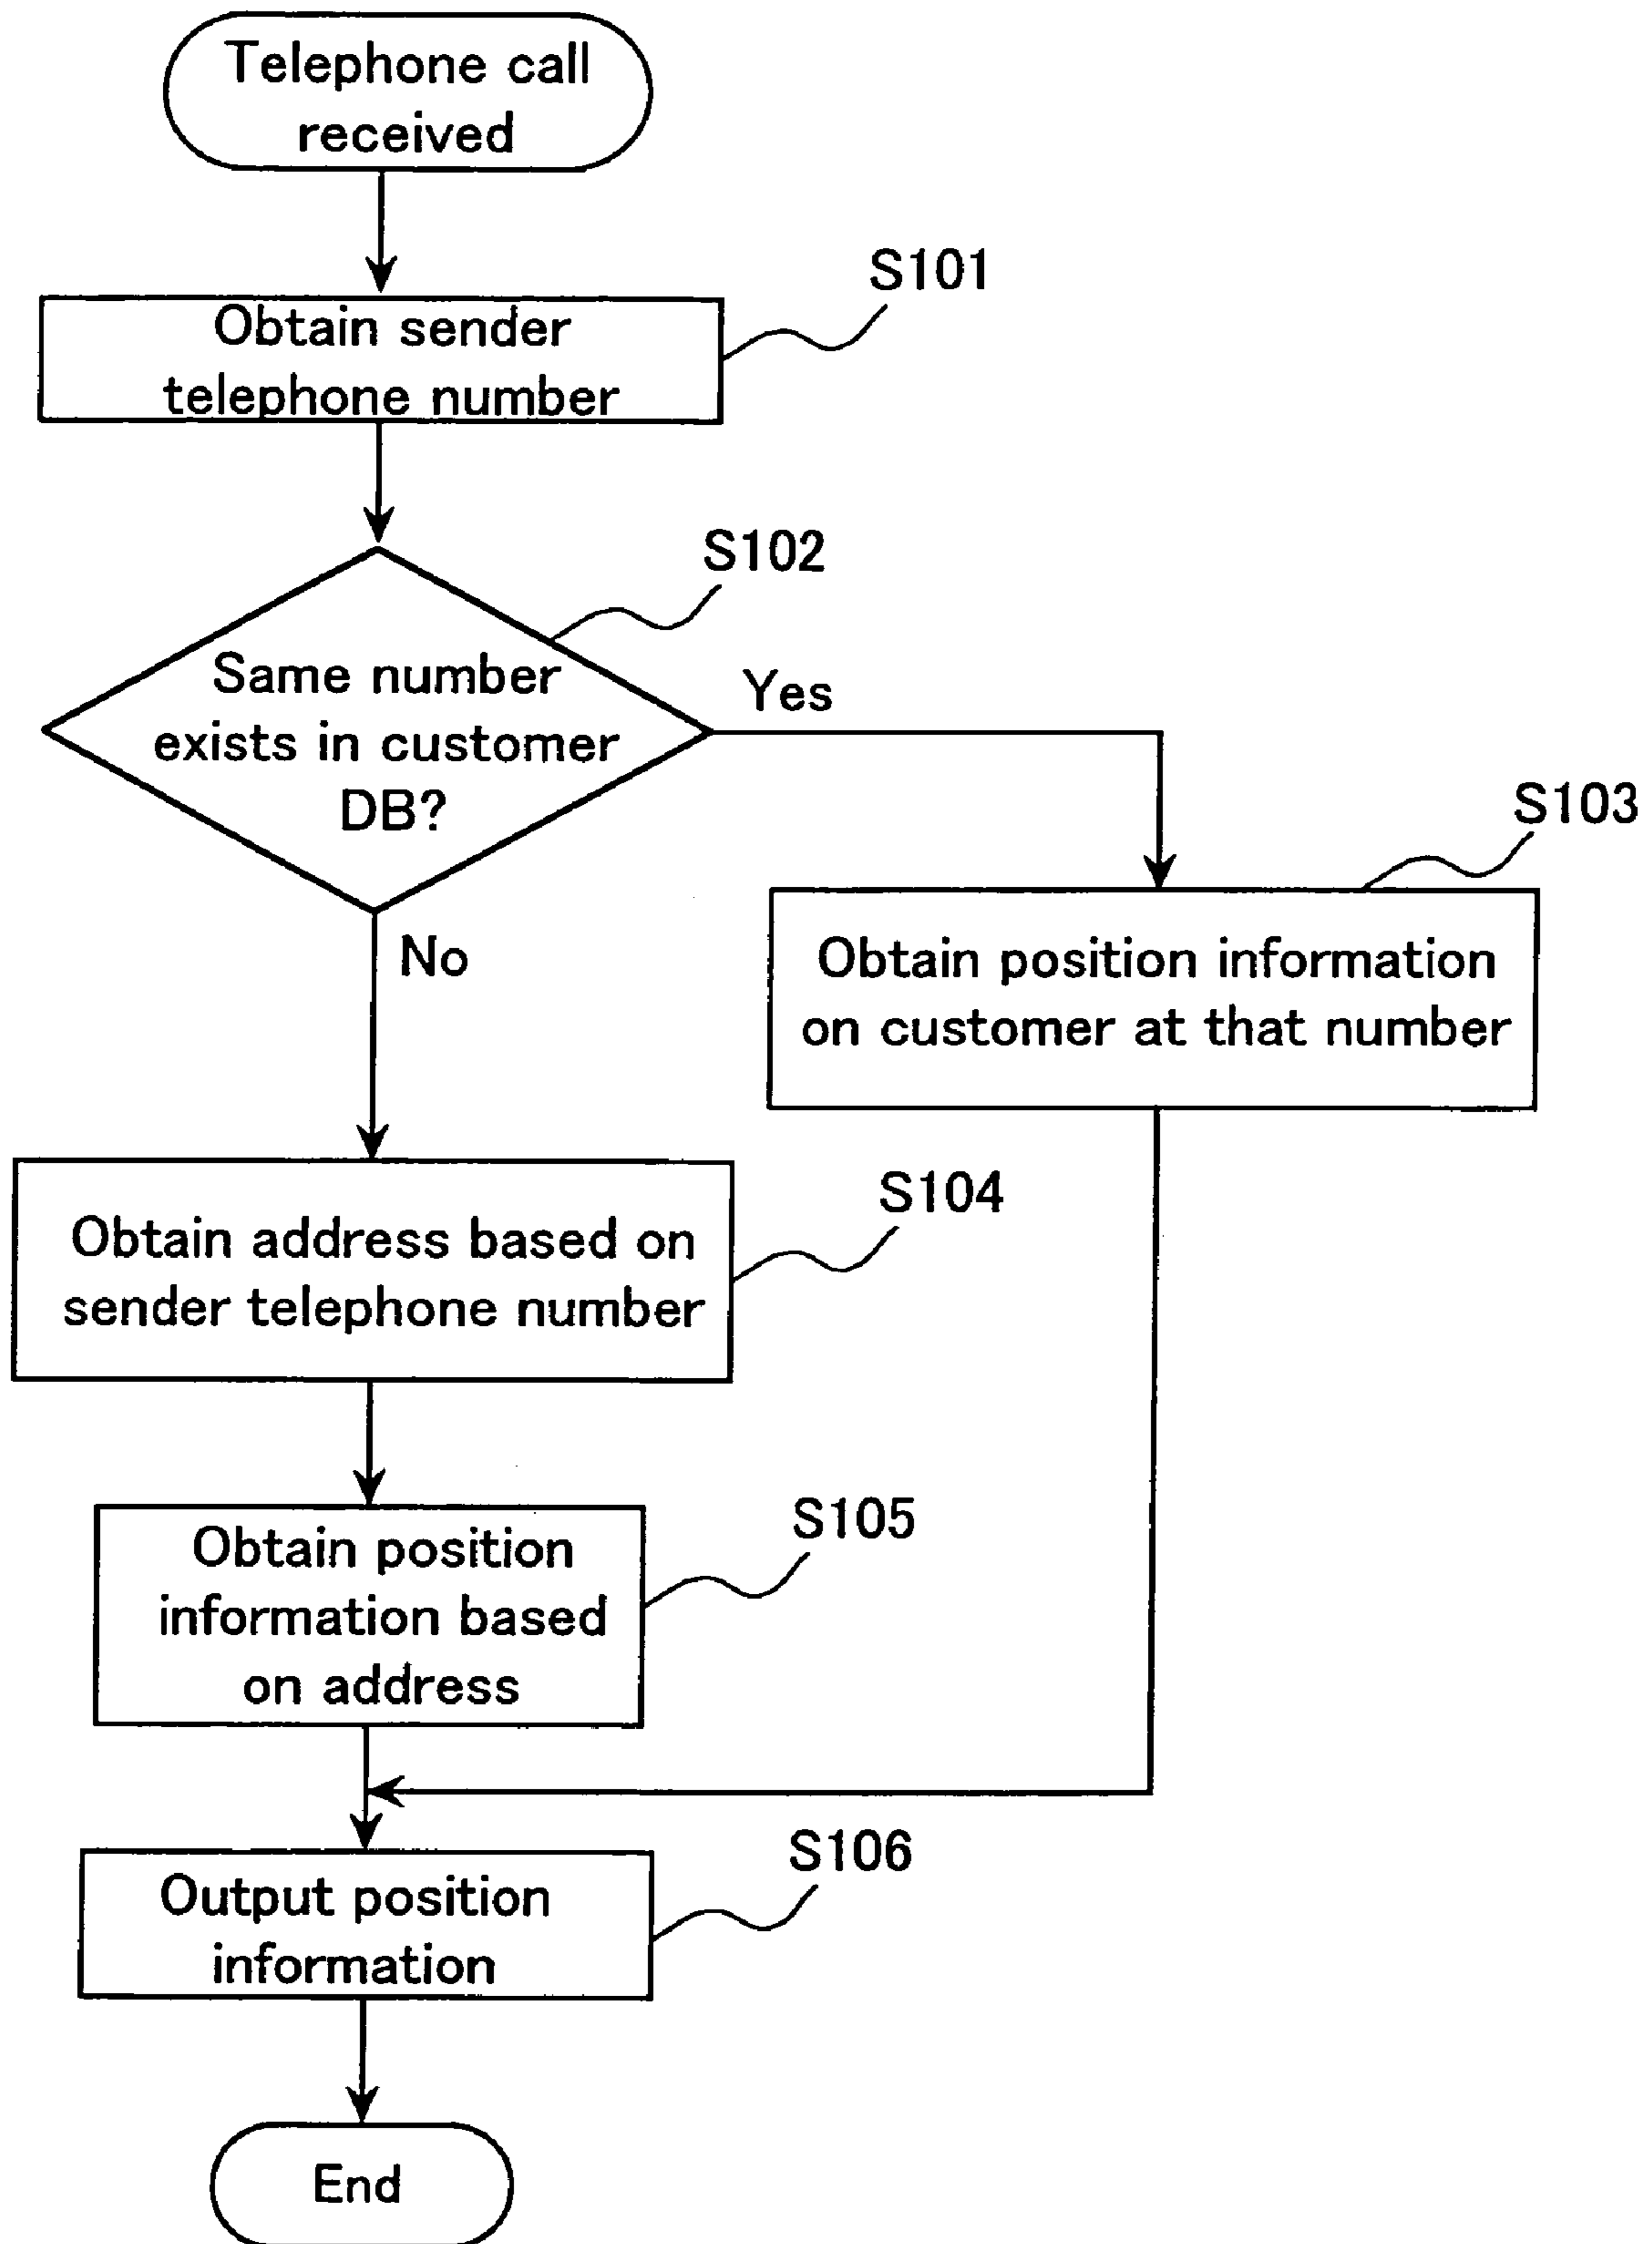 Telephone call
received
S101
Obtain sender
telephone number
S102
Same number
exists in customer
DB?
Yes
No
S103
Obtain position information
on customer at that number
S104
Obtain address based on
sender telephone number
S105
Obtain position
information based
on address
S106
Output position
information
End